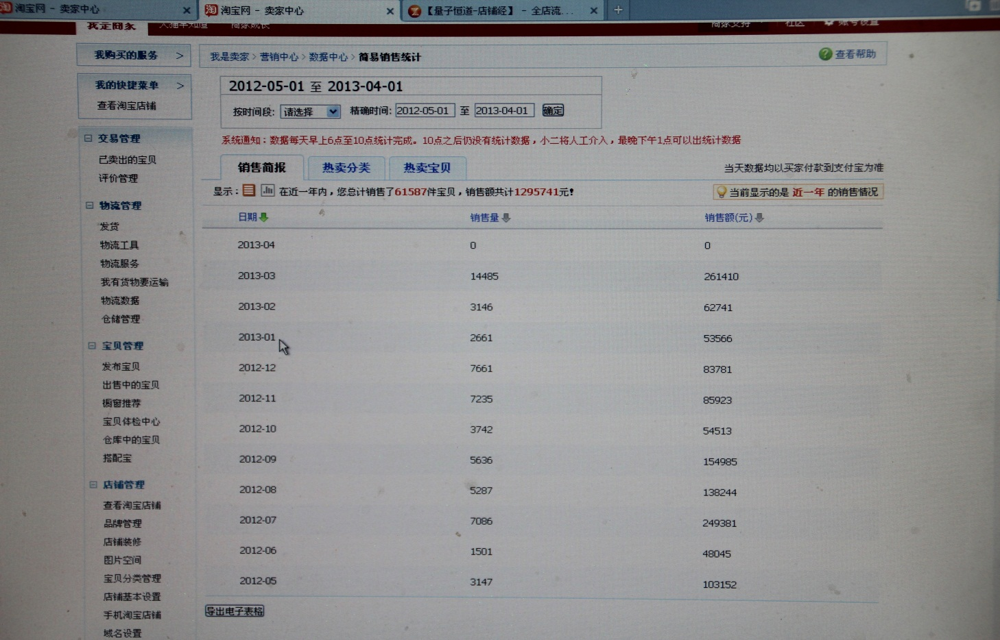 淘宝网 - 卖家中心
淘宝网 - 卖家中心
【量子恒道-店铺经】 - 全店流...
我是商家
商家成长
商家支持
社区
账号设置
我购买的服务 >
我是卖家 > 营销中心 > 数据中心 > 简易销售统计
查看帮助
我的快捷菜单 >
查看淘宝店铺
2012-05-01 至 2013-04-01
按时间段: 请选择 精确时间: 2012-05-01 至 2013-04-01 确定
系统通知：数据每天早上6点至10点统计完成。10点之后仍没有统计数据，小二将人工介入，最晚下午1点可以出统计数据
交易管理
已卖出的宝贝
评价管理
物流管理
发货
物流工具
物流服务
我有货物要运输
物流数据
仓储管理
宝贝管理
发布宝贝
出售中的宝贝
橱窗推荐
宝贝体检中心
仓库中的宝贝
搭配宝
店铺管理
查看淘宝店铺
品牌管理
店铺装修
图片空间
宝贝分类管理
店铺基本设置
手机淘宝店铺
域名设置
销售简报 热卖分类 热卖宝贝
当天数据均以买家付款到支付宝为准
显示： 在近一年内，您总计销售了61587件宝贝，销售额共计1295741元!
当前显示的是 近一年 的销售情况
日期 销售量 销售额(元)
2013-04 0 0
2013-03 14485 261410
2013-02 3146 62741
2013-01 2661 53566
2012-12 7661 83781
2012-11 7235 85923
2012-10 3742 54513
2012-09 5636 154985
2012-08 5287 138244
2012-07 7086 249381
2012-06 1501 48045
2012-05 3147 103152
导出电子表格